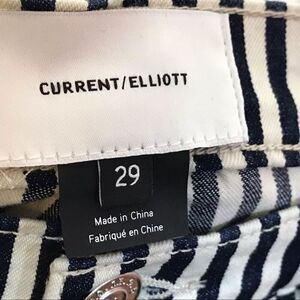 CURRENT/ELLIOTT
29
Made in China
Fabriqué en Chine